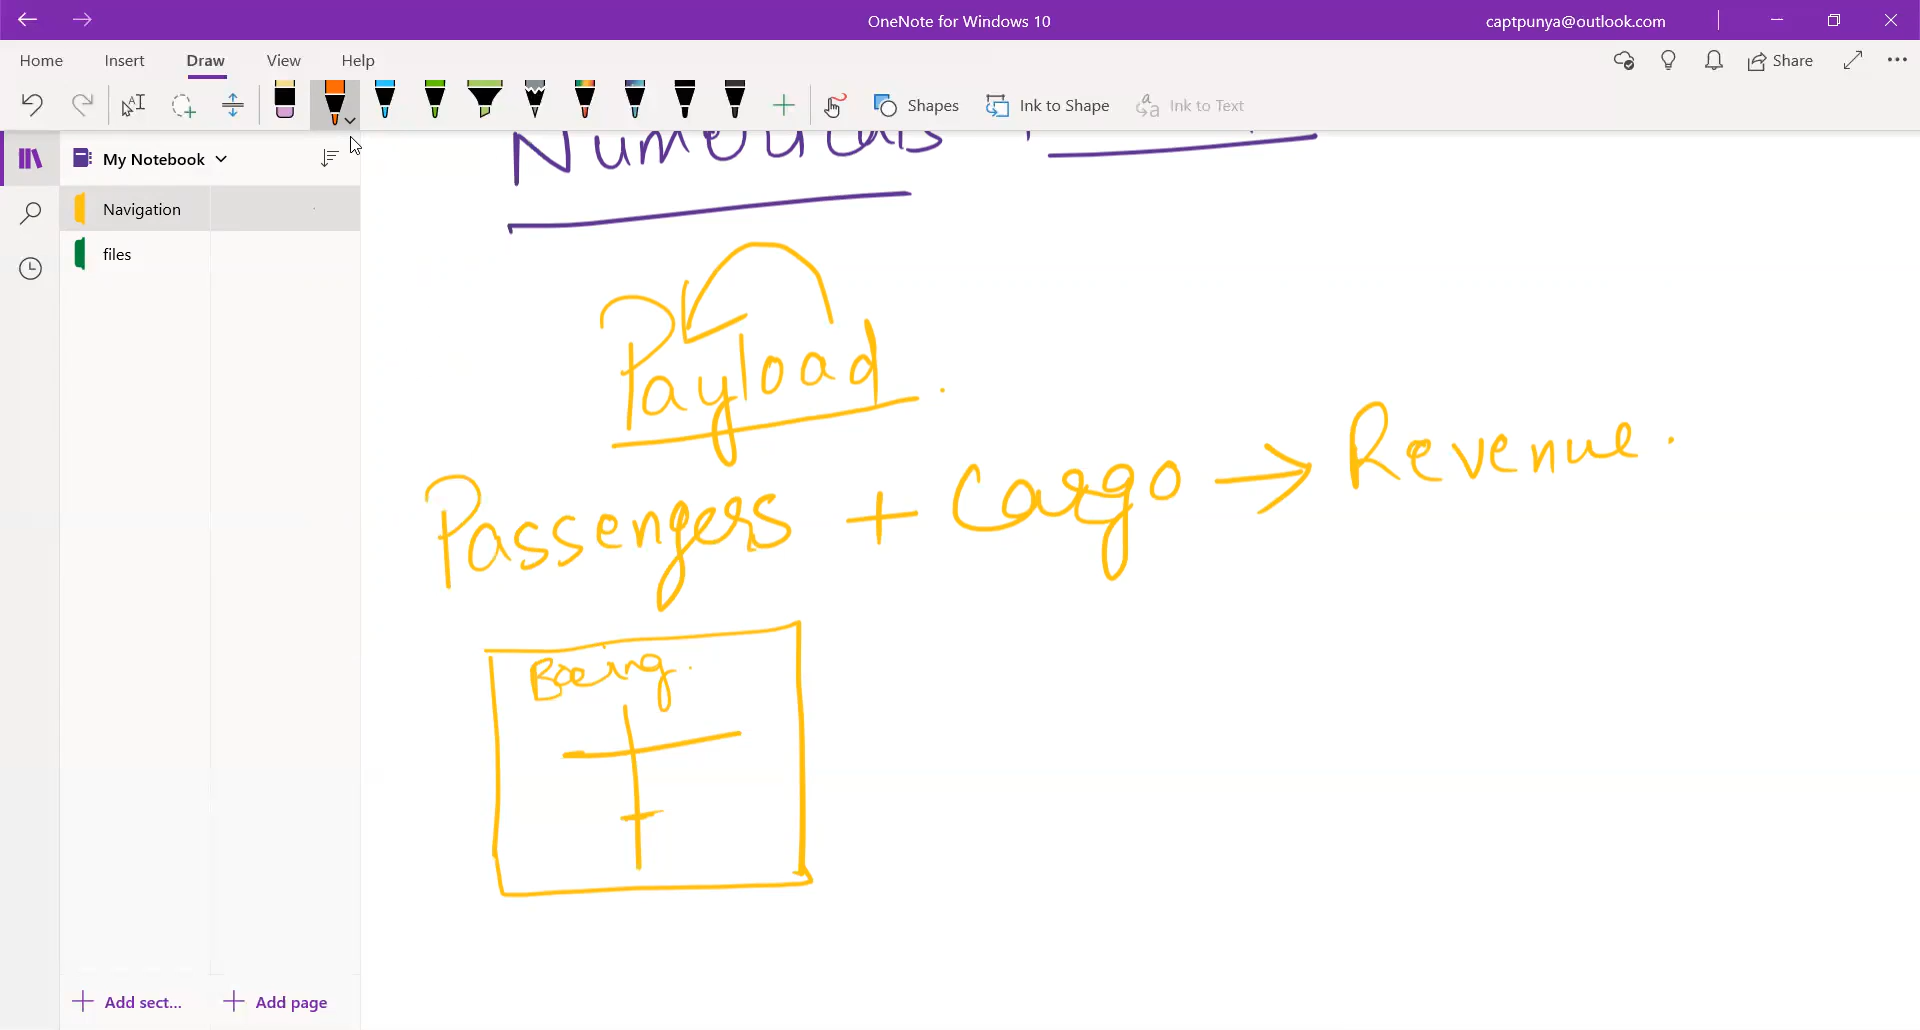 OneNote for Windows 10
captpunya@outlook.com
Home Insert Draw View Help
Share
Shapes Ink to Shape Ink to Text
My Notebook
Navigation
files
Numericals
Payload.
Passengers + Cargo → Revenue.
Boeing.
Add sect... Add page